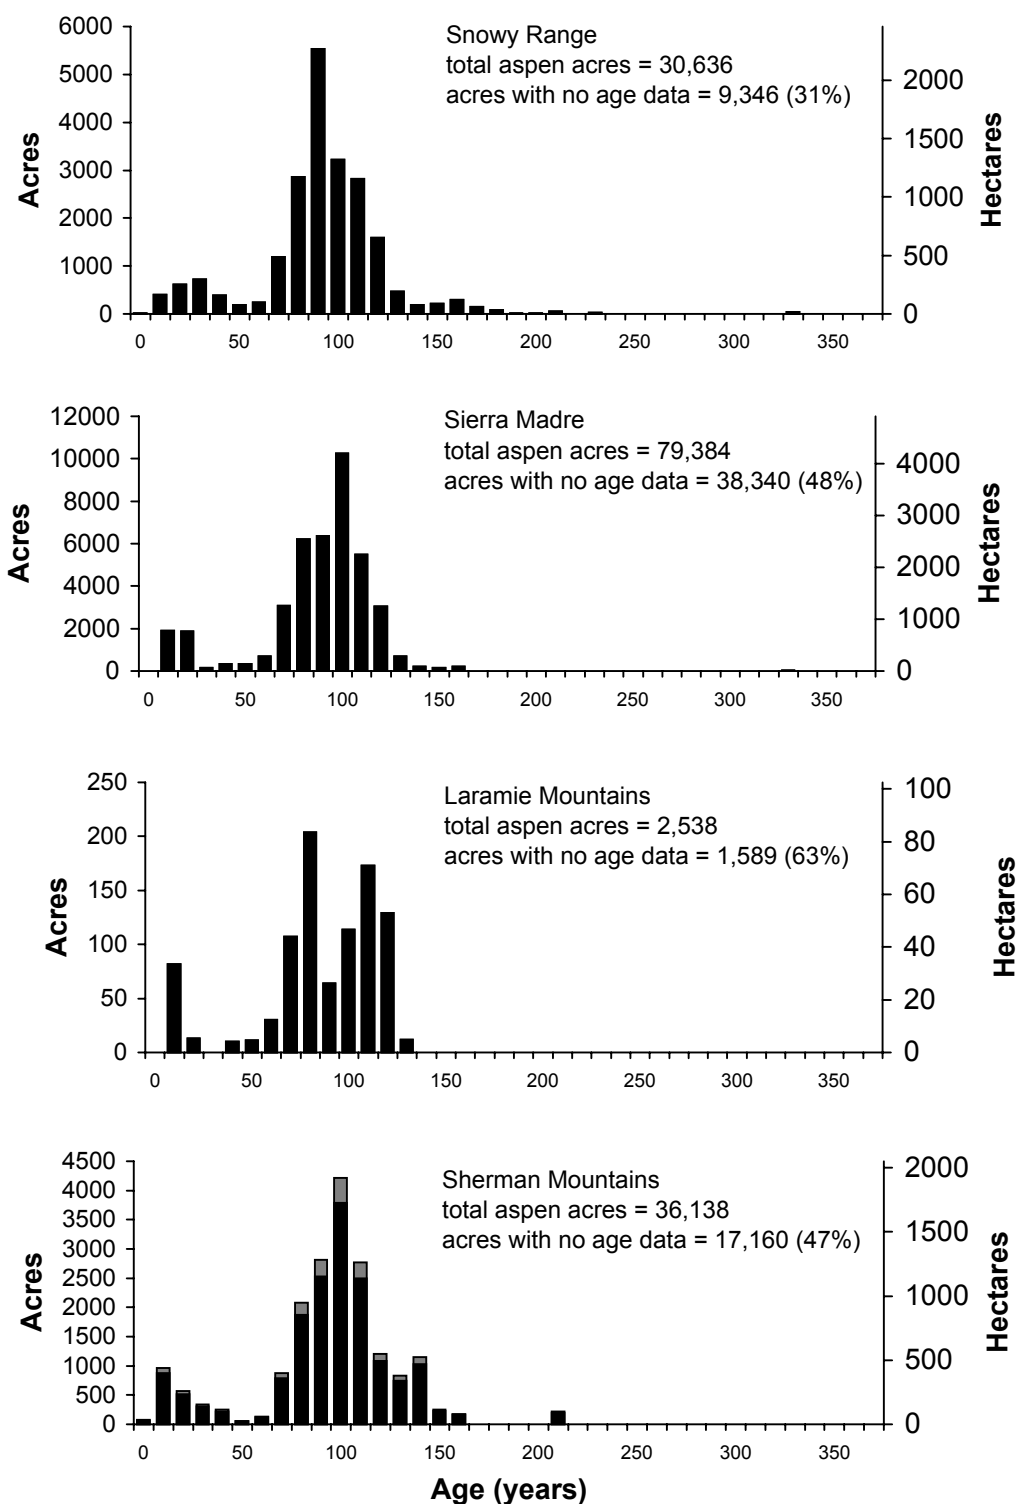 Snowy Range
total aspen acres = 30,636
acres with no age data = 9,346 (31%)
Acres
6000
5000
4000
3000
2000
1000
0
Hectares
2000
1500
1000
500
0
0 50 100 150 200 250 300 350
Sierra Madre
total aspen acres = 79,384
acres with no age data = 38,340 (48%)
Acres
12000
10000
8000
6000
4000
2000
0
Hectares
4000
3000
2000
1000
0
0 50 100 150 200 250 300 350
Laramie Mountains
total aspen acres = 2,538
acres with no age data = 1,589 (63%)
Acres
250
200
150
100
50
0
Hectares
100
80
60
40
20
0
0 50 100 150 200 250 300 350
Sherman Mountains
total aspen acres = 36,138
acres with no age data = 17,160 (47%)
Acres
4500
4000
3500
3000
2500
2000
1500
1000
500
0
Hectares
2000
1500
1000
500
0
0 50 100 150 200 250 300 350
Age (years)